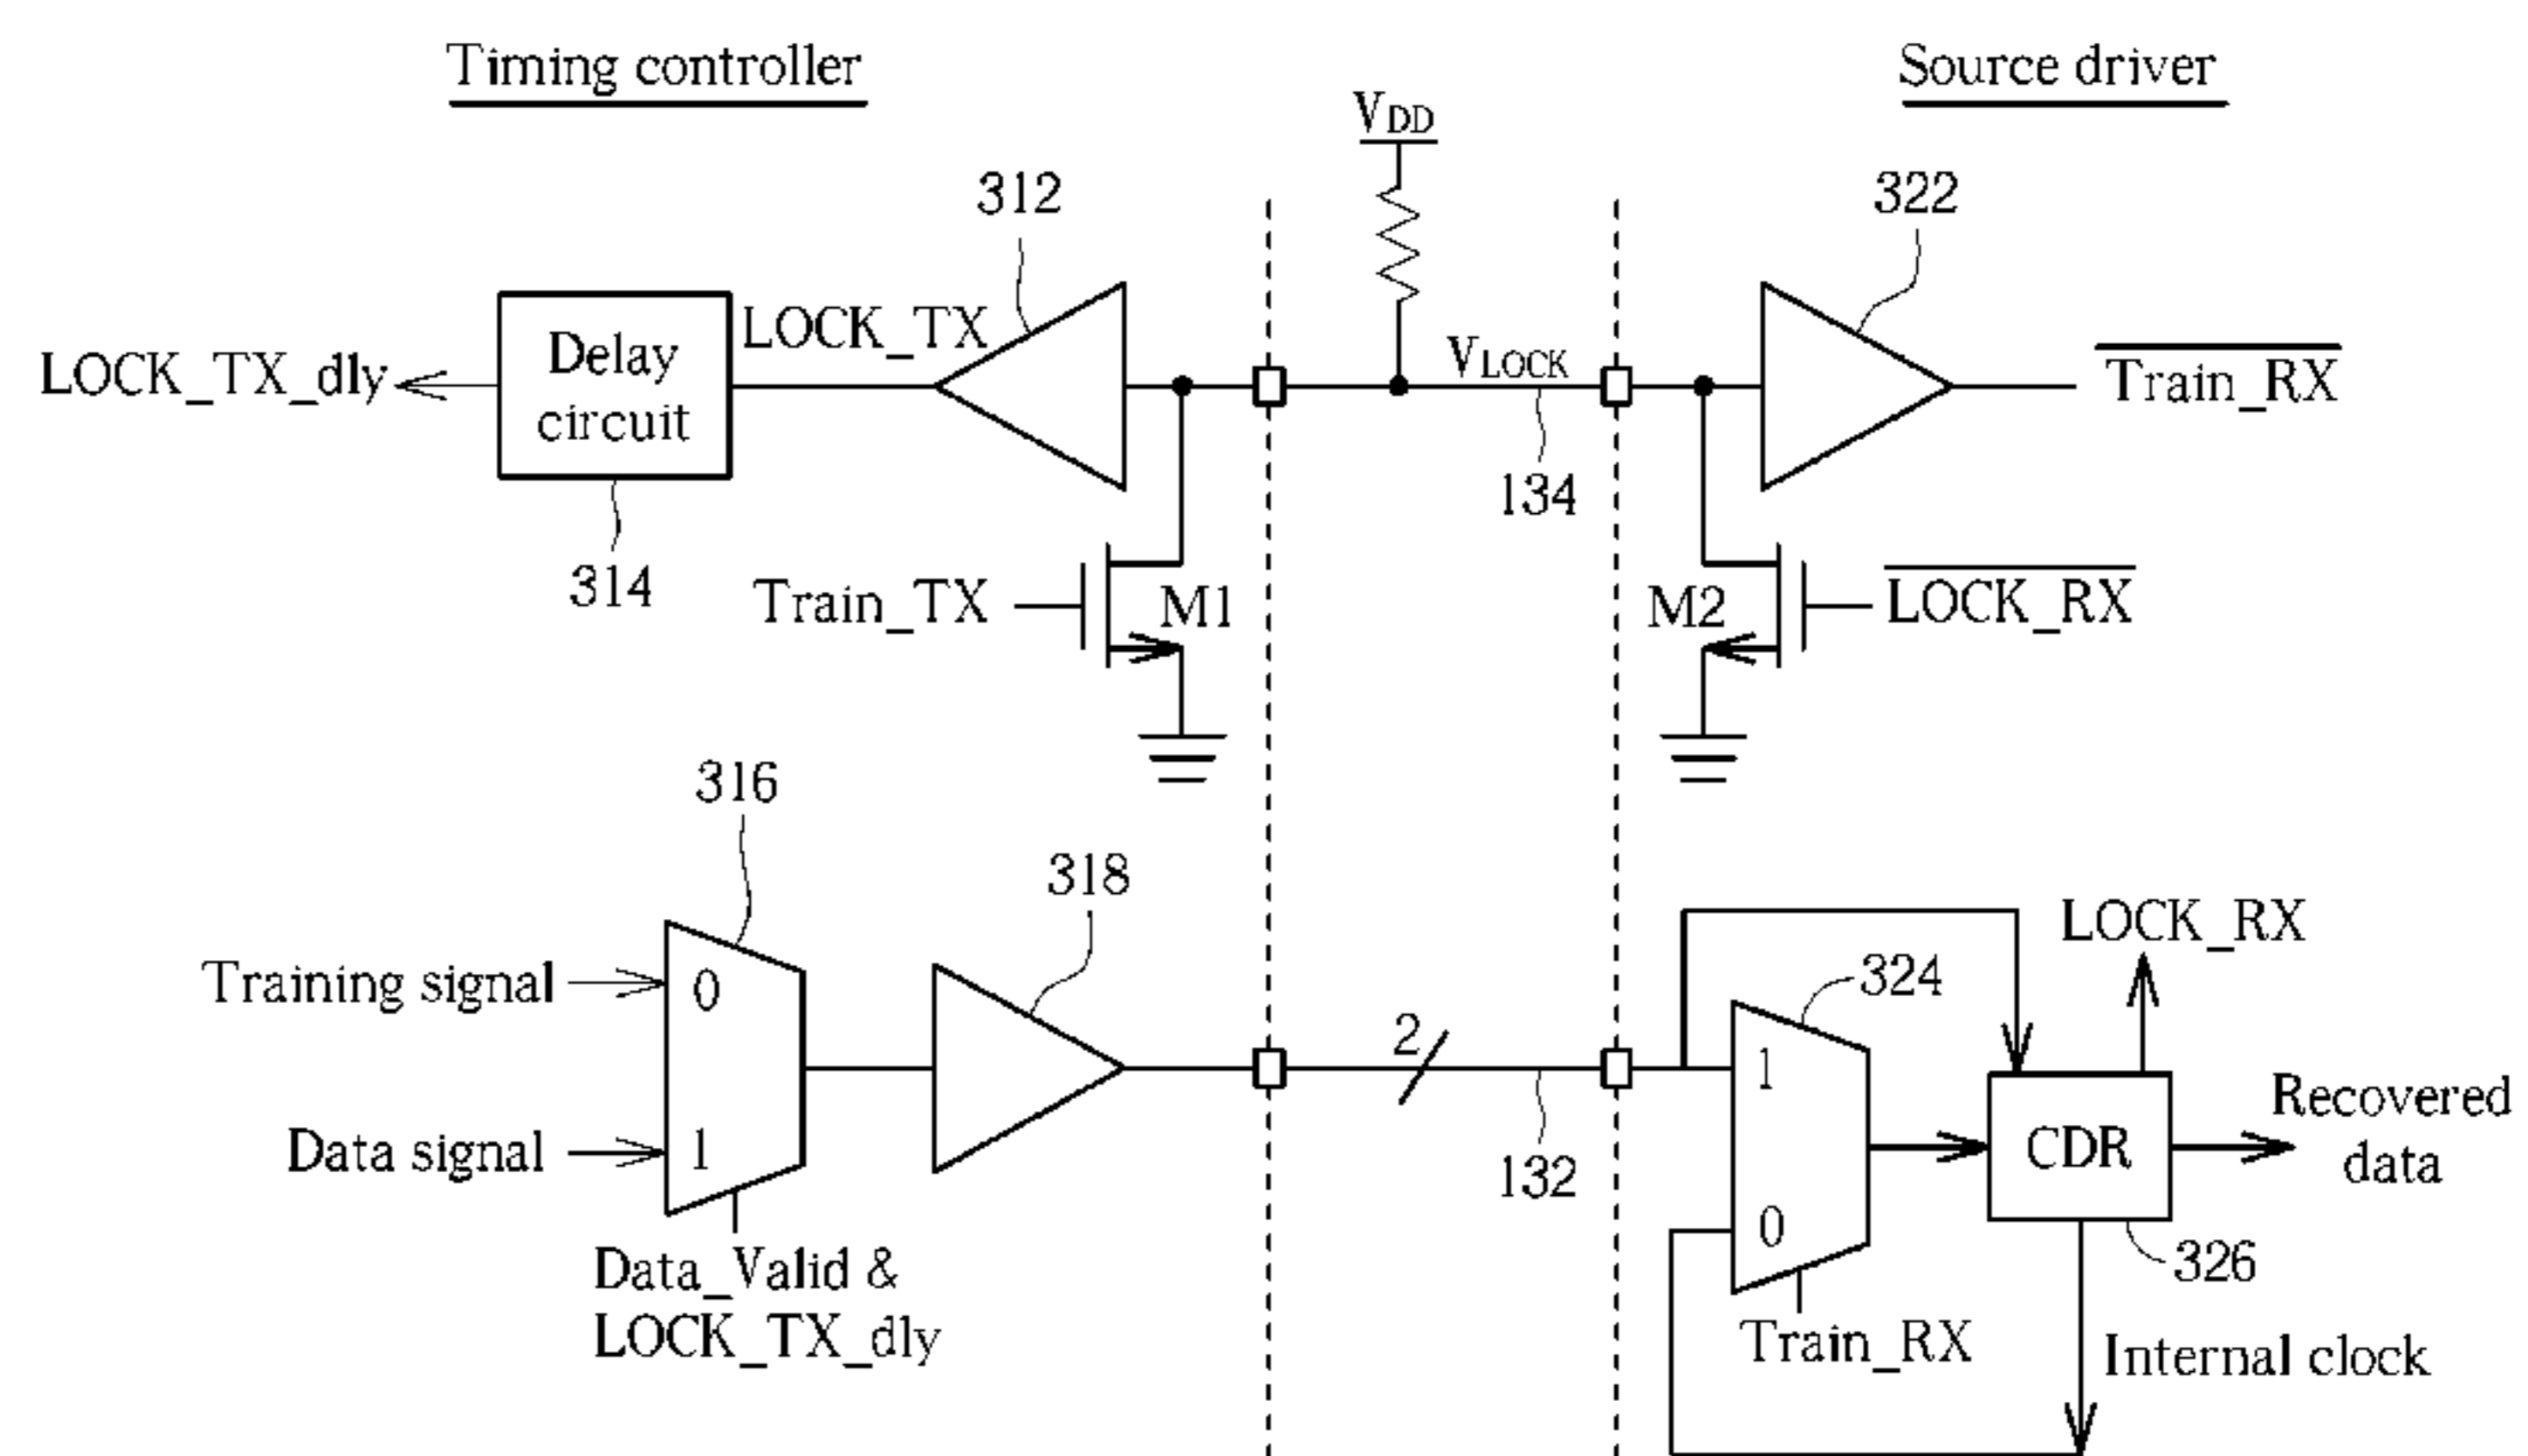 Timing controller
Source driver
VDD
312
322
Delay
circuit
LOCK_TX
LOCK_TX_dly
VLOCK
Train_RX
134
314
Train_TX
M1
M2
LOCK_RX
316
318
Training signal
0
Data signal
1
Data_Valid &
LOCK_TX_dly
2
132
324
1
0
Train_RX
LOCK_RX
CDR
Recovered
data
326
Internal clock